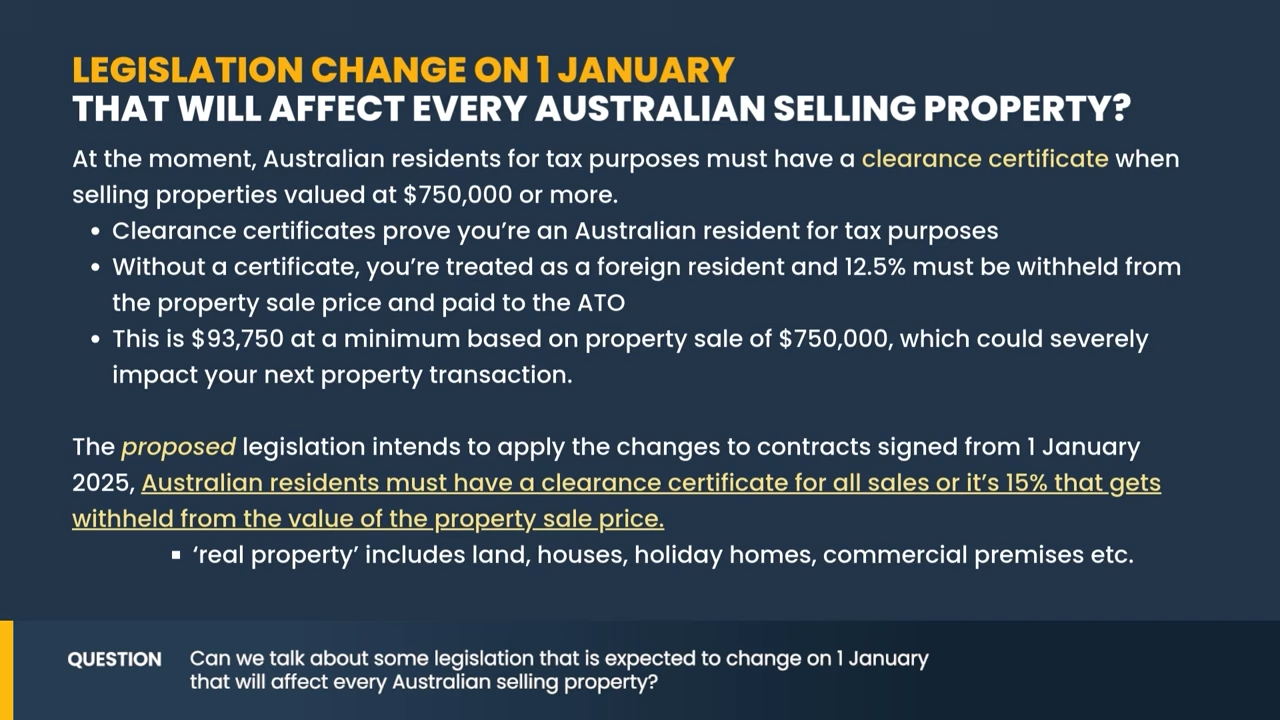 LEGISLATION CHANGE ON 1 JANUARY
THAT WILL AFFECT EVERY AUSTRALIAN SELLING PROPERTY?
At the moment, Australian residents for tax purposes must have a clearance certificate when
selling properties valued at $750,000 or more.
• Clearance certificates prove you’re an Australian resident for tax purposes
• Without a certificate, you’re treated as a foreign resident and 12.5% must be withheld from
the property sale price and paid to the ATO
• This is $93,750 at a minimum based on property sale of $750,000, which could severely
impact your next property transaction.
The proposed legislation intends to apply the changes to contracts signed from 1 January
2025, Australian residents must have a clearance certificate for all sales or it’s 15% that gets
withheld from the value of the property sale price.
▪ ‘real property’ includes land, houses, holiday homes, commercial premises etc.
QUESTION
Can we talk about some legislation that is expected to change on 1 January
that will affect every Australian selling property?